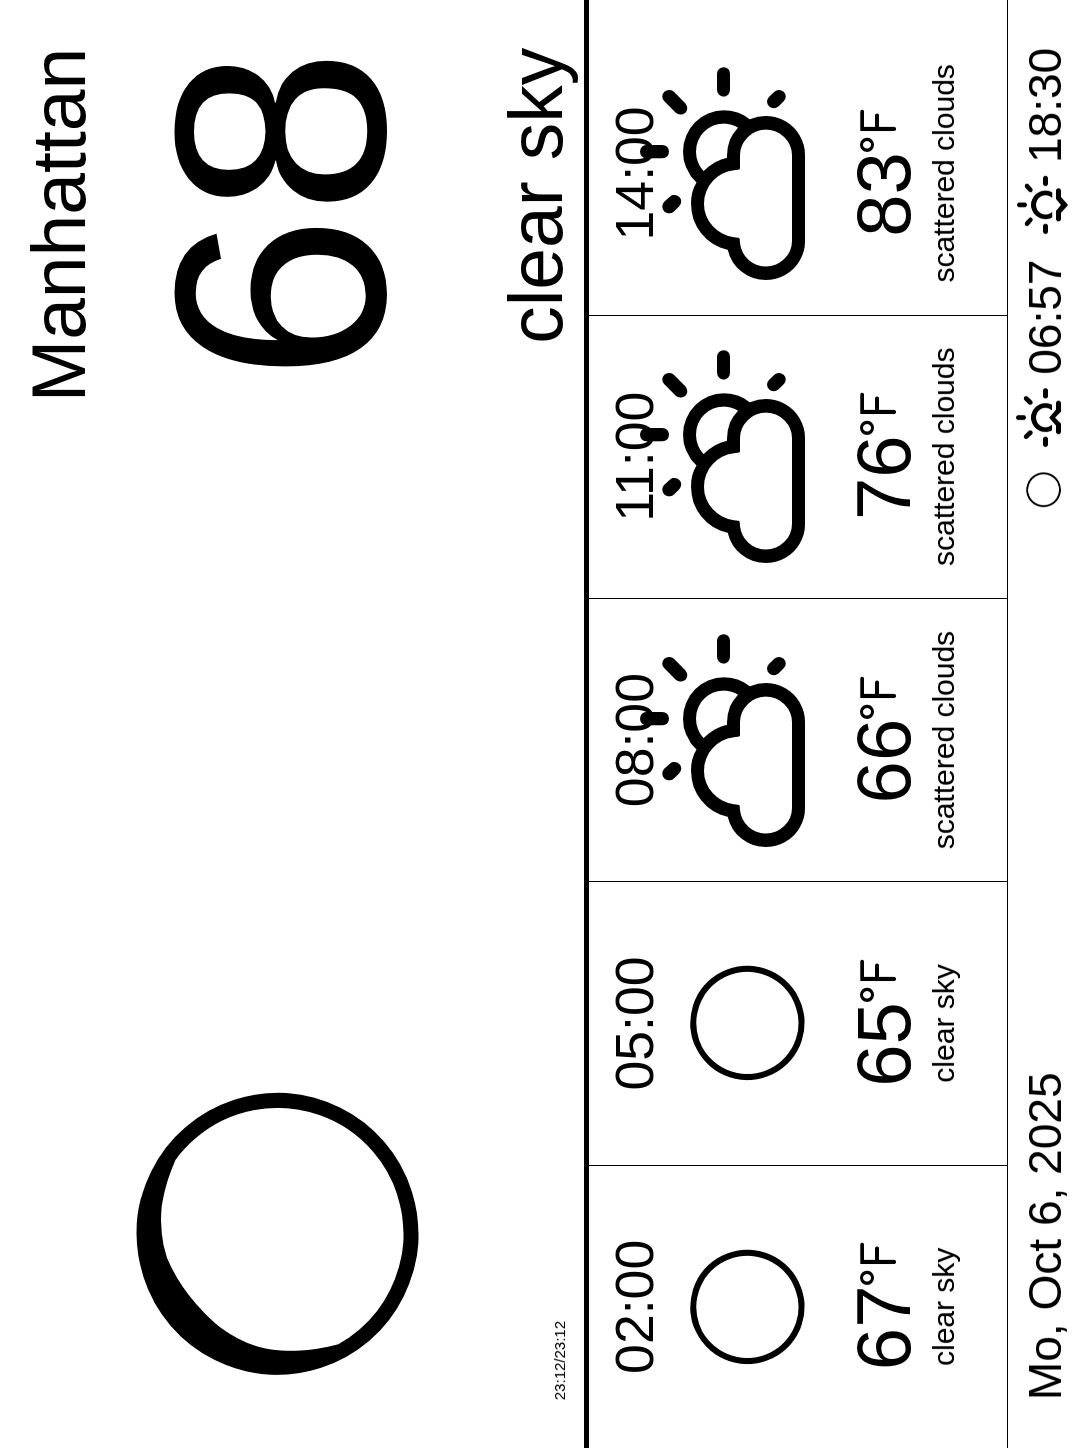 Manhattan
68
23:12/23:12
clear sky
02:00 05:00 08:00 11:00 14:00
67°F 65°F 66°F 76°F 83°F
clear sky clear sky scattered clouds scattered clouds scattered clouds
Mo, Oct 6, 2025 06:57 18:30